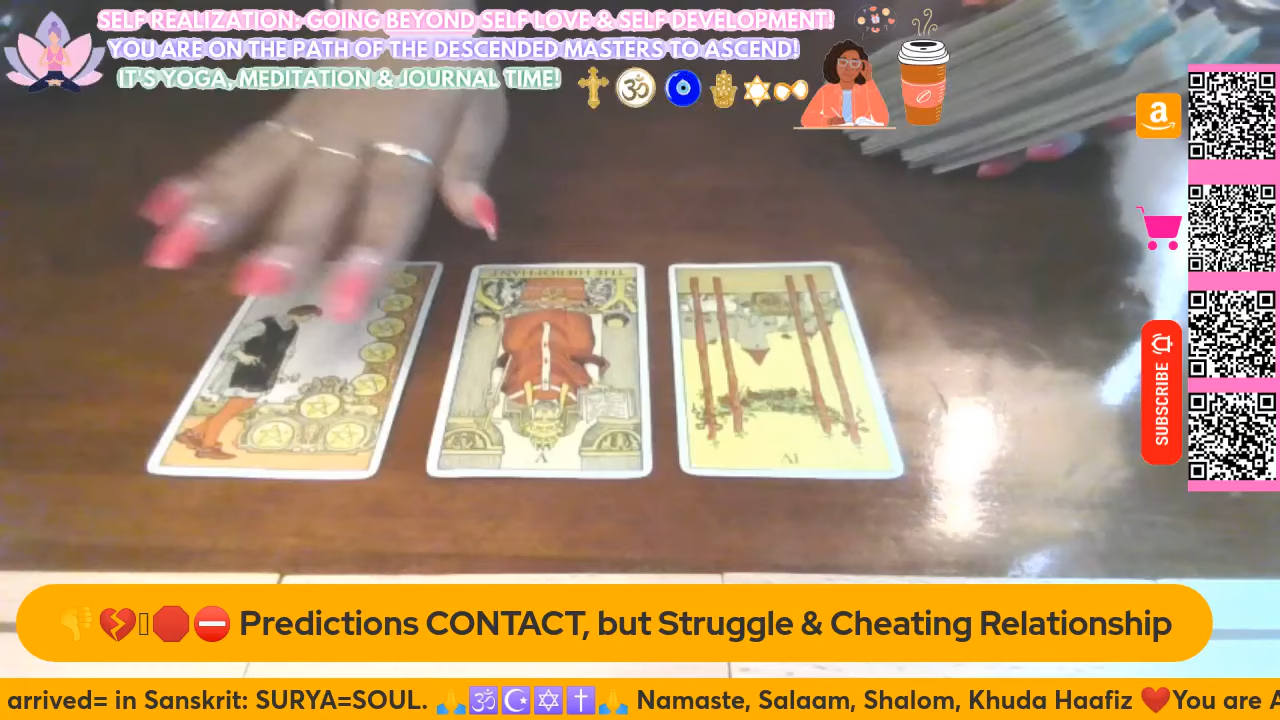 SELF REALIZATION: GOING BEYOND SELF LOVE & SELF DEVELOPMENT!
YOU ARE ON THE PATH OF THE DESCENDED MASTERS TO ASCEND!
IT'S YOGA, MEDITATION & JOURNAL TIME!
SUBSCRIBE
THE HIEROPHANT
V
IV
Predictions CONTACT, but Struggle & Cheating Relationship
arrived= in Sanskrit: SURYA=SOUL. 🙏🕉☪✡✝🙏 Namaste, Salaam, Shalom, Khuda Haafiz ❤️You are A